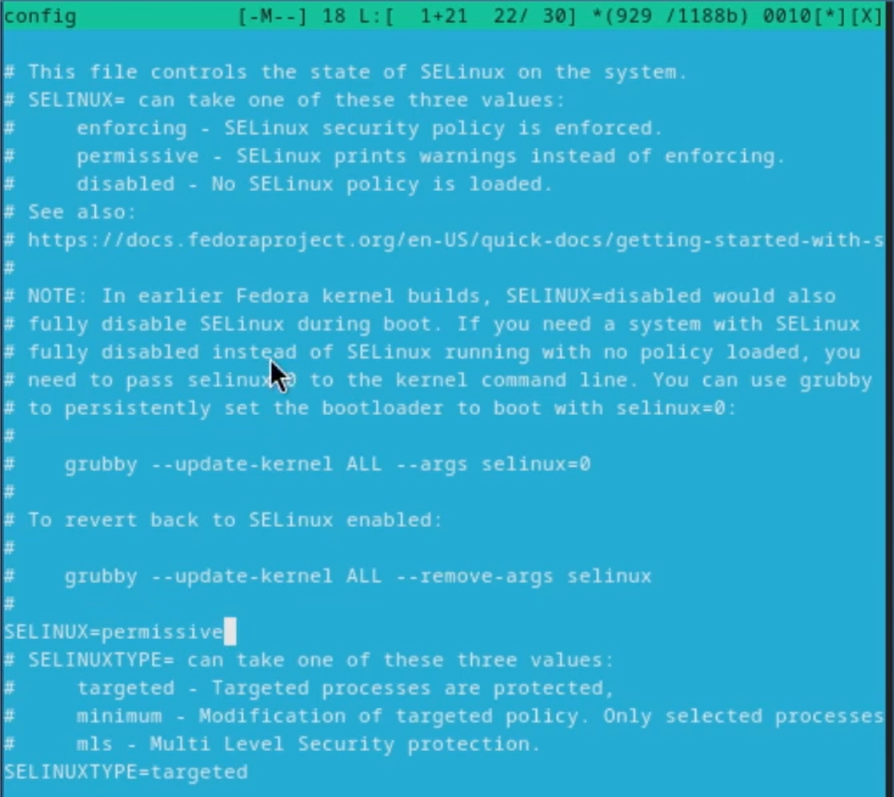 config [-M--] 18 L:[ 1+21 22/ 30] *(929 /1188b) 0010[*][X]
# This file controls the state of SELinux on the system.
# SELINUX= can take one of these three values:
# enforcing - SELinux security policy is enforced.
# permissive - SELinux prints warnings instead of enforcing.
# disabled - No SELinux policy is loaded.
# See also:
# https://docs.fedoraproject.org/en-US/quick-docs/getting-started-with-s
#
# NOTE: In earlier Fedora kernel builds, SELINUX=disabled would also
# fully disable SELinux during boot. If you need a system with SELinux
# fully disabled instead of SELinux running with no policy loaded, you
# need to pass selinux=0 to the kernel command line. You can use grubby
# to persistently set the bootloader to boot with selinux=0:
#
# grubby --update-kernel ALL --args selinux=0
#
# To revert back to SELinux enabled:
#
# grubby --update-kernel ALL --remove-args selinux
#
SELINUX=permissive
# SELINUXTYPE= can take one of these three values:
# targeted - Targeted processes are protected,
# minimum - Modification of targeted policy. Only selected processes
# mls - Multi Level Security protection.
SELINUXTYPE=targeted